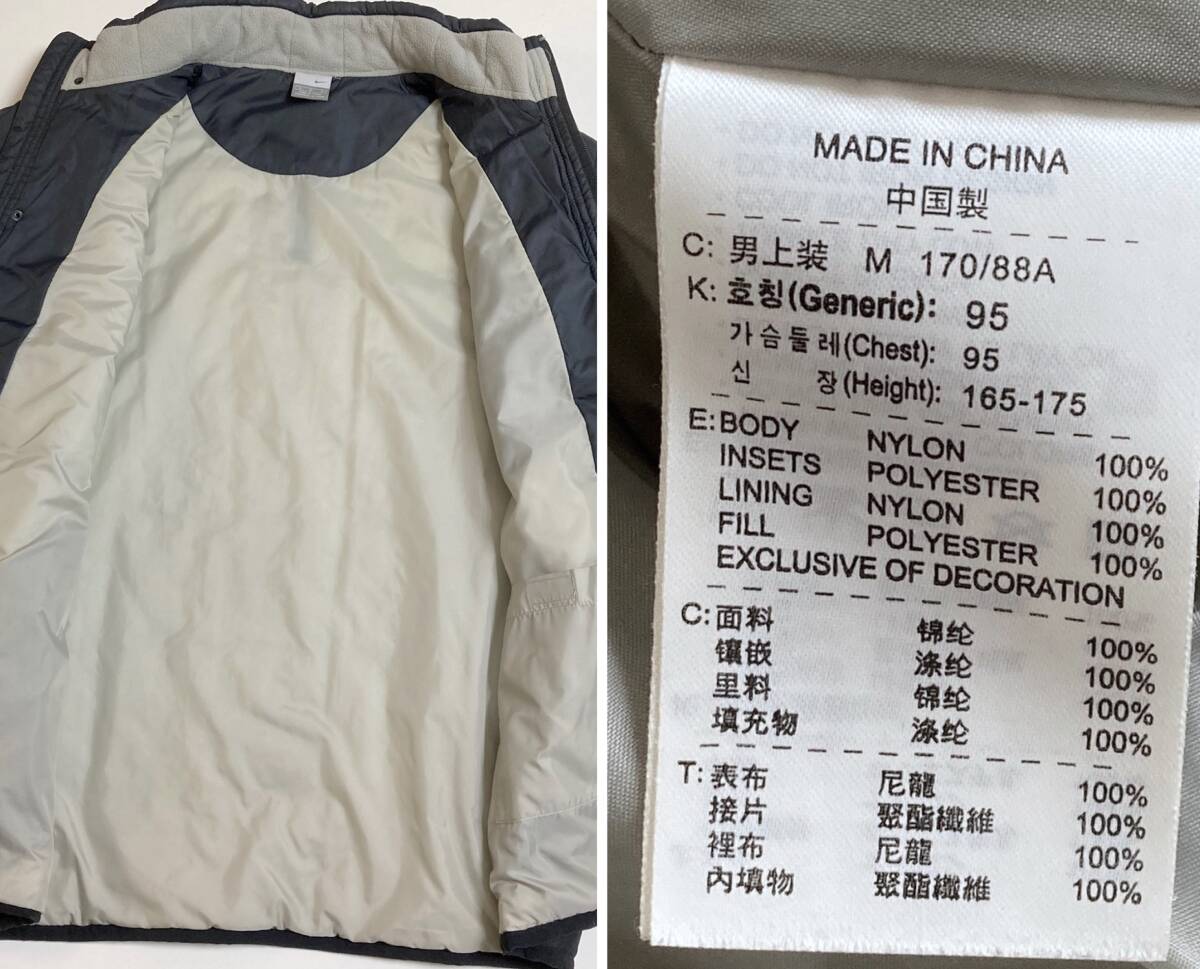 MADE IN CHINA
中国製
C: 男上装 M 170/88A
K: 호칭(Generic): 95
가슴둘레(Chest): 95
신 장(Height): 165-175
E: BODY NYLON 100%
INSETS POLYESTER 100%
LINING NYLON 100%
FILL POLYESTER 100%
EXCLUSIVE OF DECORATION
C: 面料 锦纶 100%
镶嵌 涤纶 100%
里料 锦纶 100%
填充物 涤纶 100%
T: 表布 尼龍 100%
接片 聚酯纖維 100%
裡布 尼龍 100%
內填物 聚酯纖維 100%